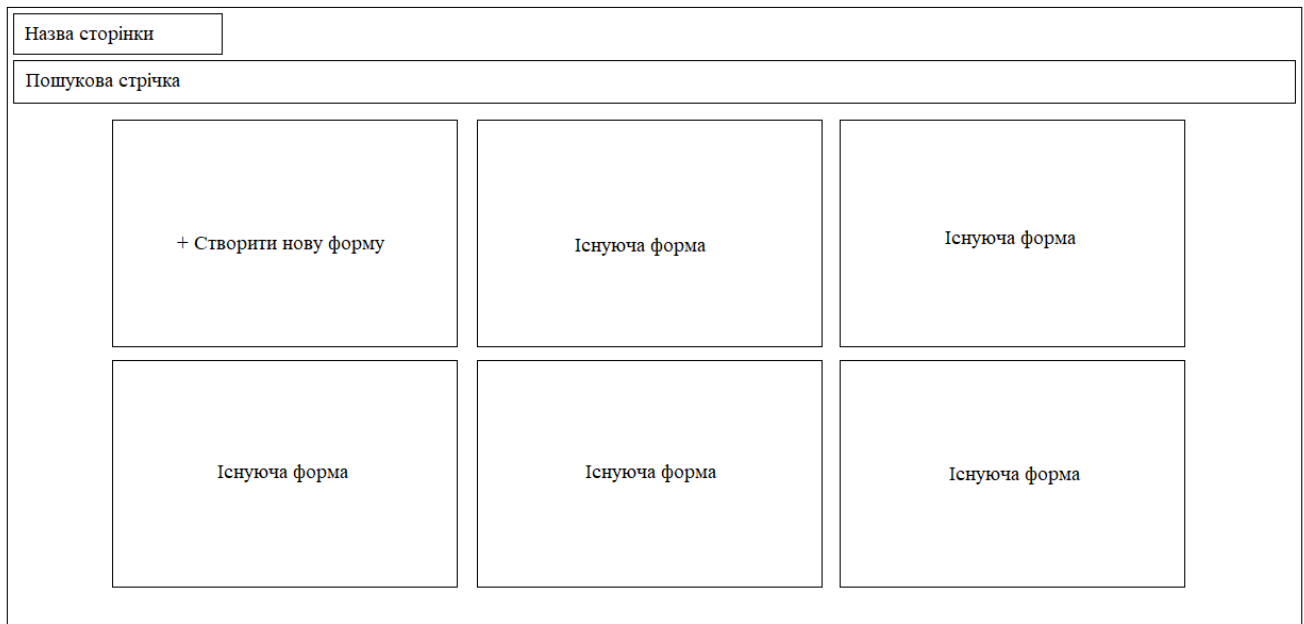 Назва сторінки
Пошукова стрічка
+ Створити нову форму
Існуюча форма
Існуюча форма
Існуюча форма
Існуюча форма
Існуюча форма